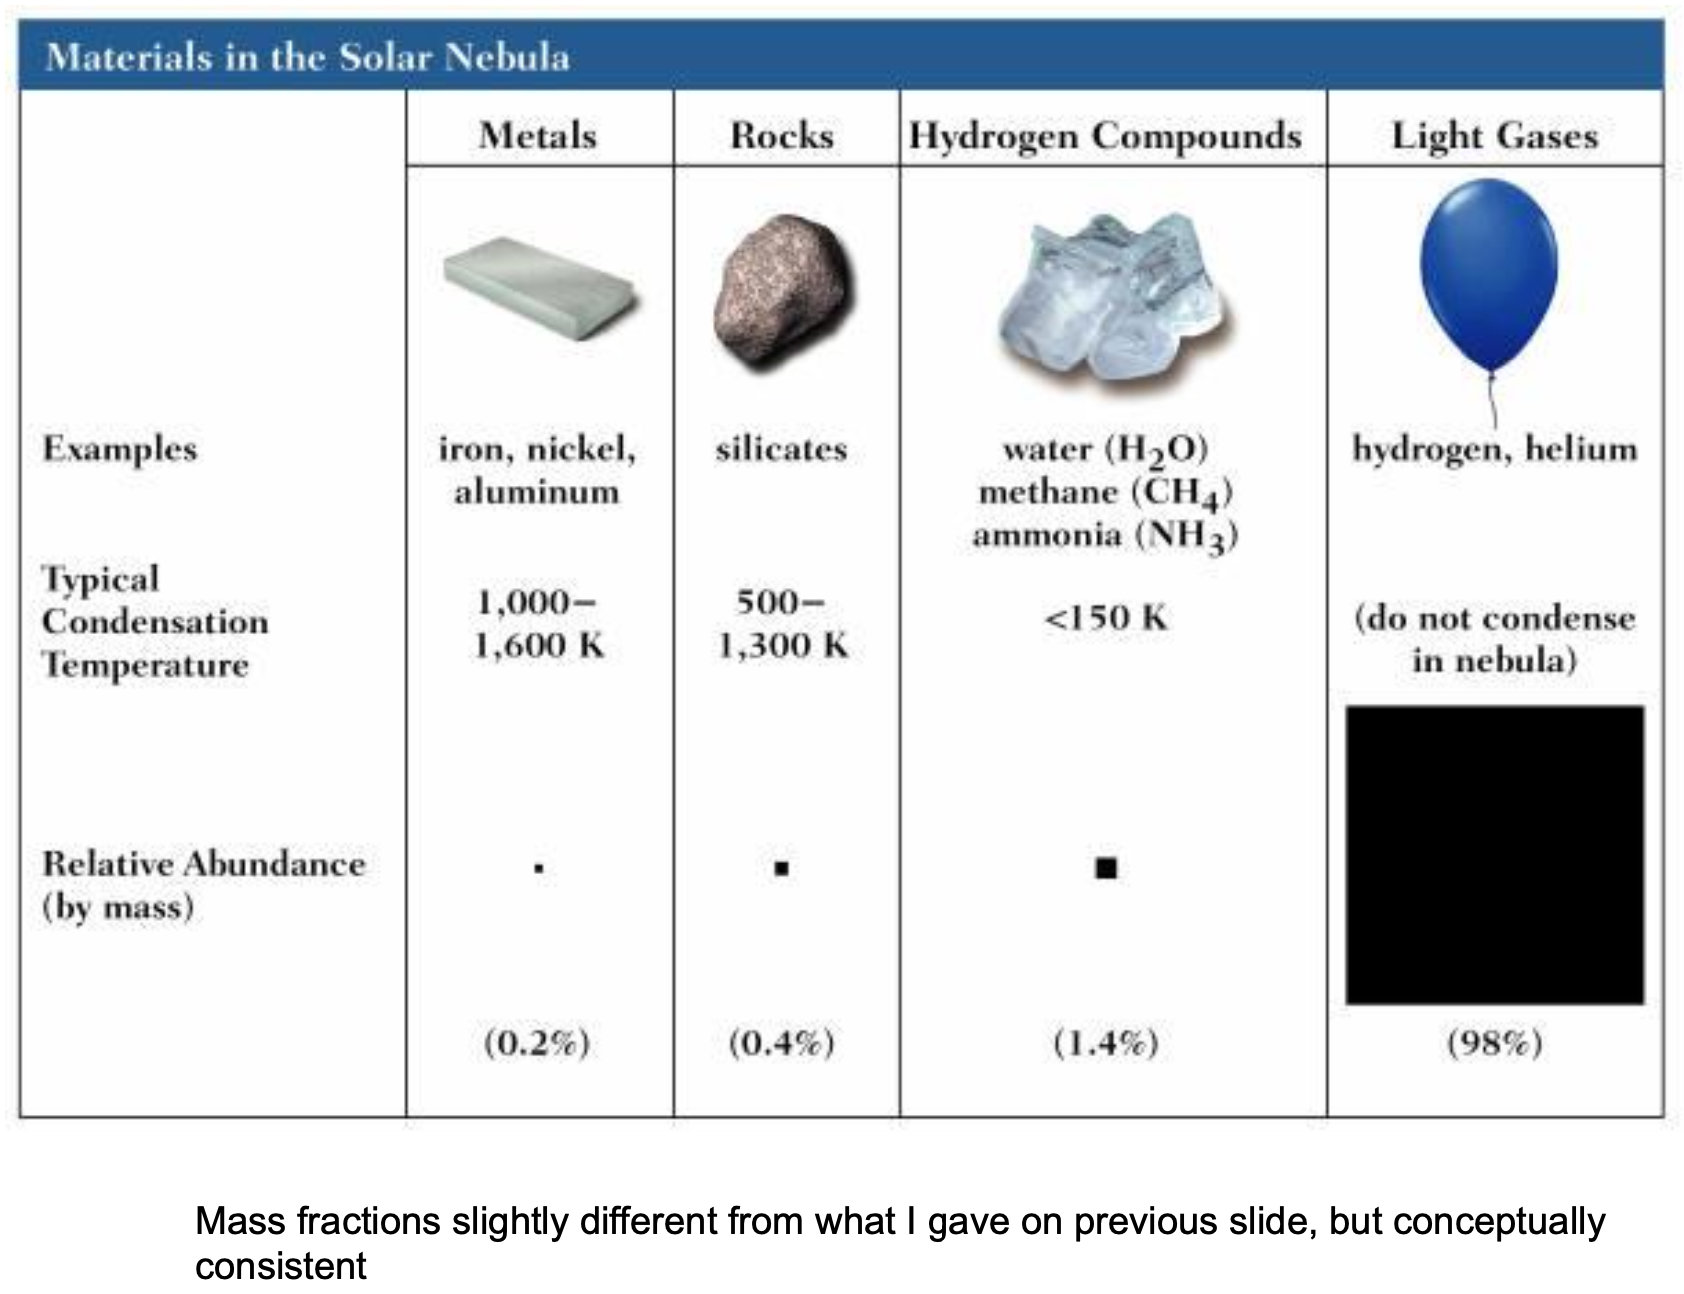 Materials in the Solar Nebula
Metals Rocks Hydrogen Compounds Light Gases
Examples iron, nickel, silicates water (H₂O) hydrogen, helium
aluminum methane (CH₄)
ammonia (NH₃)
Typical 1,000– 500– <150 K (do not condense
Condensation 1,600 K 1,300 K in nebula)
Temperature
Relative Abundance
(by mass)
(0.2%) (0.4%) (1.4%) (98%)
Mass fractions slightly different from what I gave on previous slide, but conceptually
consistent